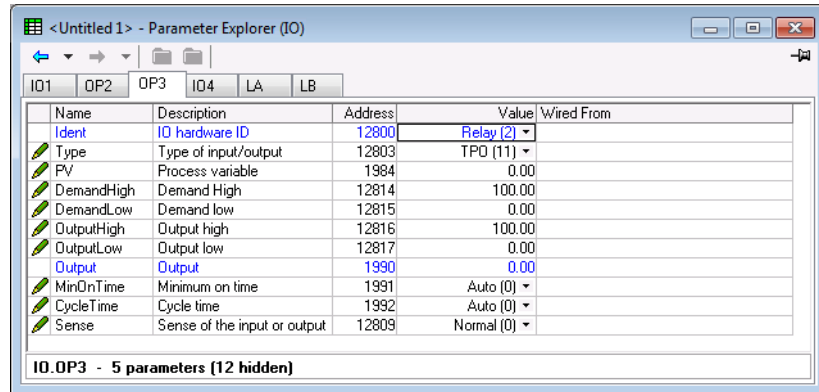 <Untitled 1> - Parameter Explorer (IO)
IO1 OP2 OP3 IO4 LA LB
Name Description Address Value Wired From
Ident IO hardware ID 12800 Relay (2)
Type Type of input/output 12803 TPO (11)
PV Process variable 1984 0.00
DemandHigh Demand High 12814 100.00
DemandLow Demand low 12815 0.00
OutputHigh Output high 12816 100.00
OutputLow Output low 12817 0.00
Output Output 1990 0.00
MinOnTime Minimum on time 1991 Auto (0)
CycleTime Cycle time 1992 Auto (0)
Sense Sense of the input or output 12809 Normal (0)
IO.OP3 - 5 parameters (12 hidden)